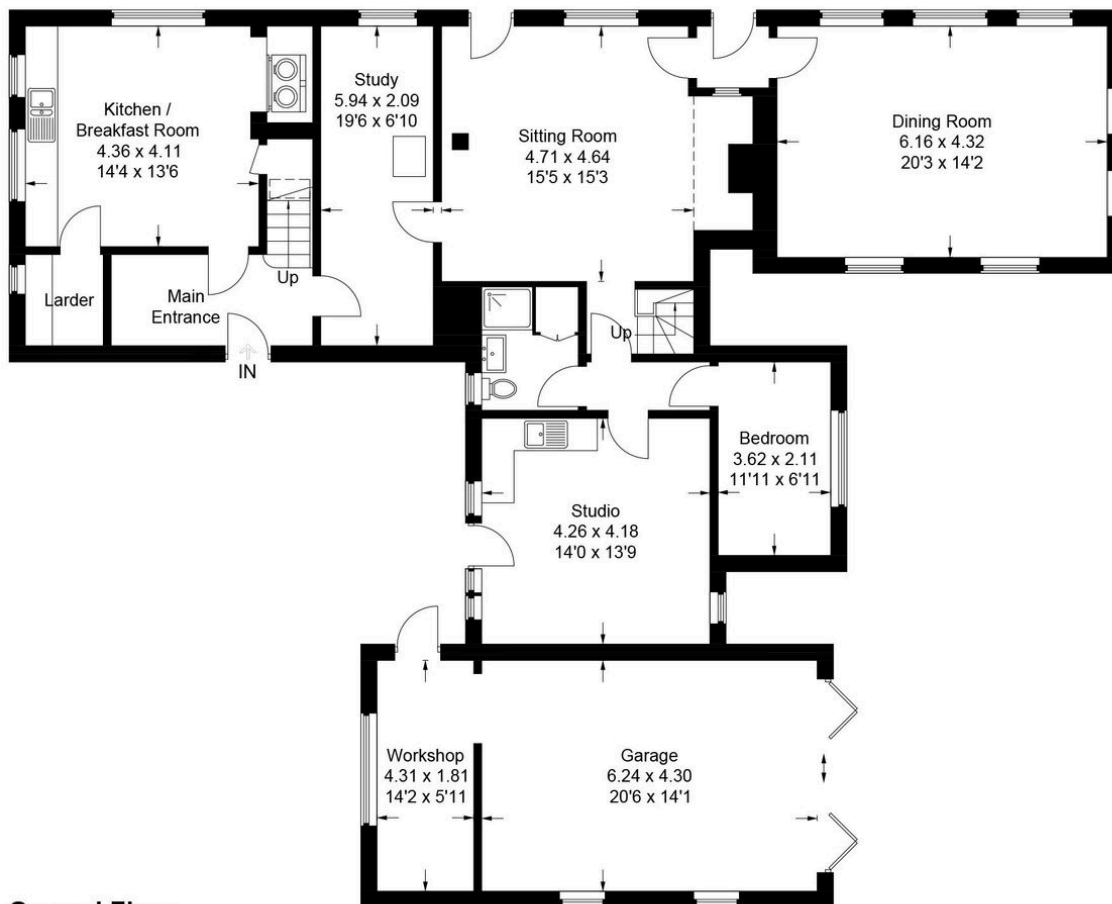 Kitchen /
Breakfast Room
4.36 x 4.11
14'4 x 13'6
Study
5.94 x 2.09
19'6 x 6'10
Sitting Room
4.71 x 4.64
15'5 x 15'3
Dining Room
6.16 x 4.32
20'3 x 14'2
Larder
Main
Entrance
Up
IN
Up
Bedroom
3.62 x 2.11
11'11 x 6'11
Studio
4.26 x 4.18
14'0 x 13'9
Workshop
4.31 x 1.81
14'2 x 5'11
Garage
6.24 x 4.30
20'6 x 14'1
Ground Floor